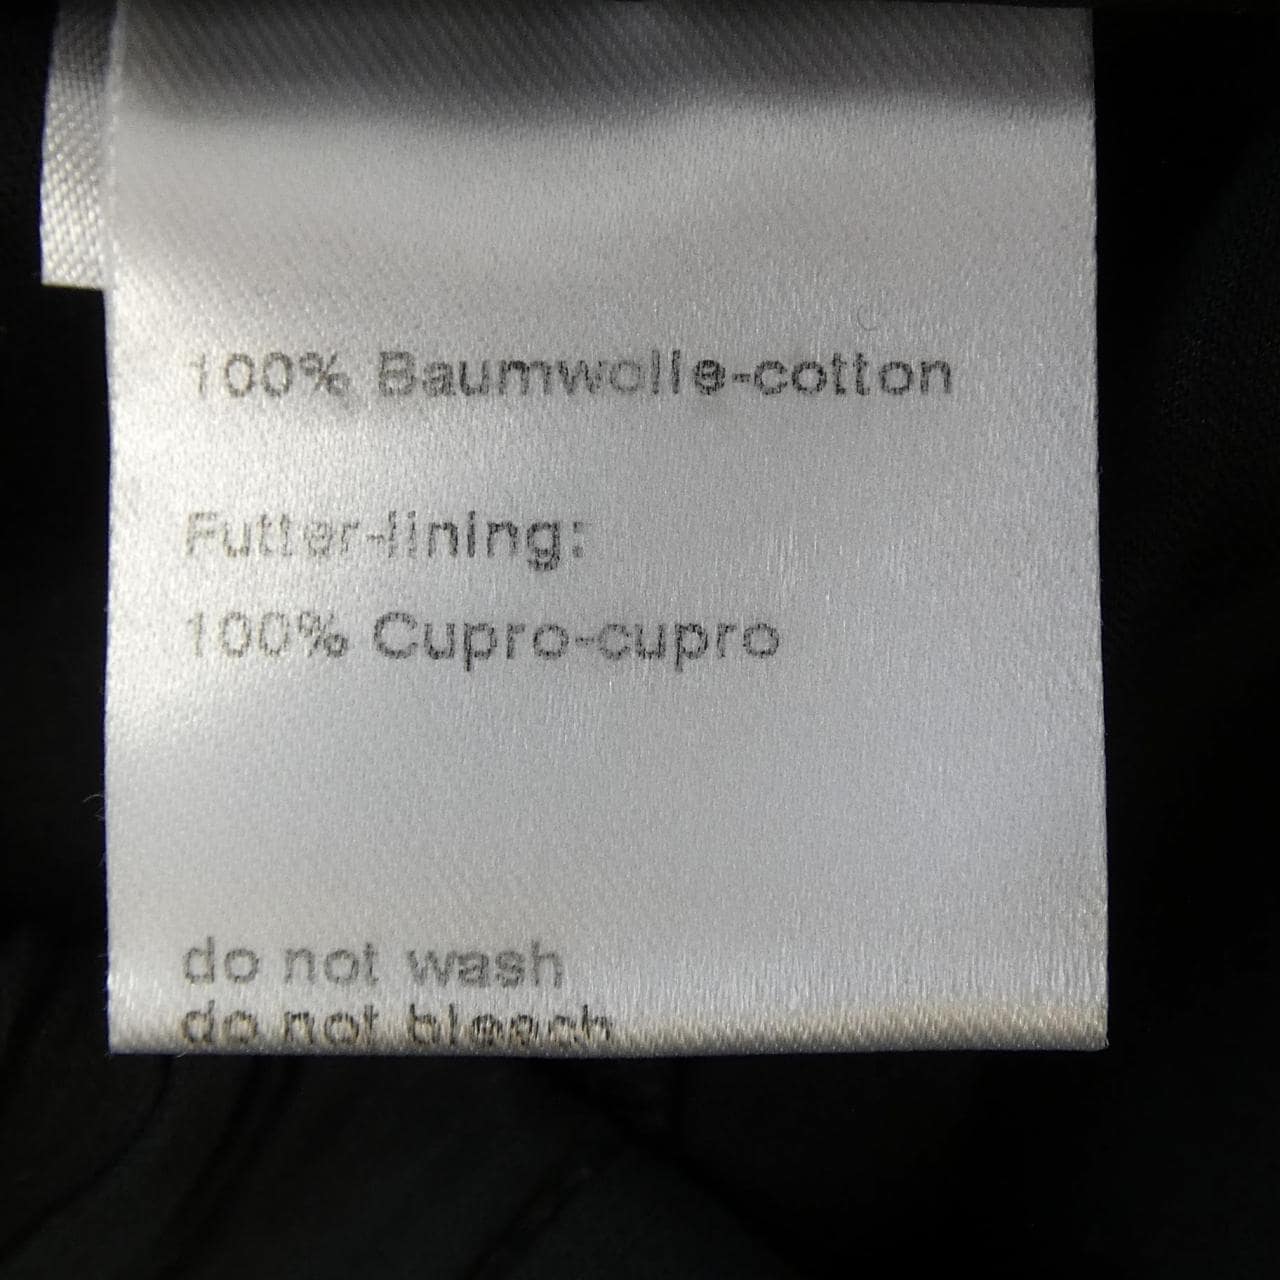 100% Baumwolle-cotton
Futter-lining:
100% Cupro-cupro
do not wash
do not bleach